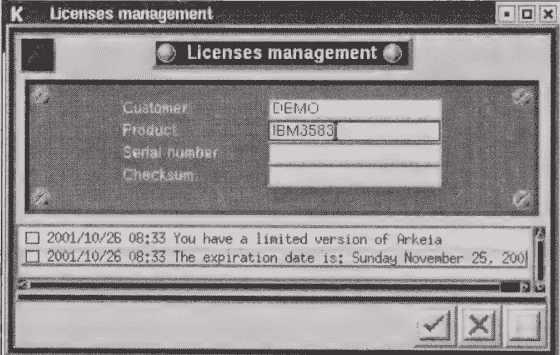 K Licenses management
Licenses management
Customer DEMO
Product IBM3583
Serial number
Checksum:
2001/10/26 08:33 You have a limited version of Arkeia
2001/10/26 08:33 The expiration date is: Sunday November 25, 200